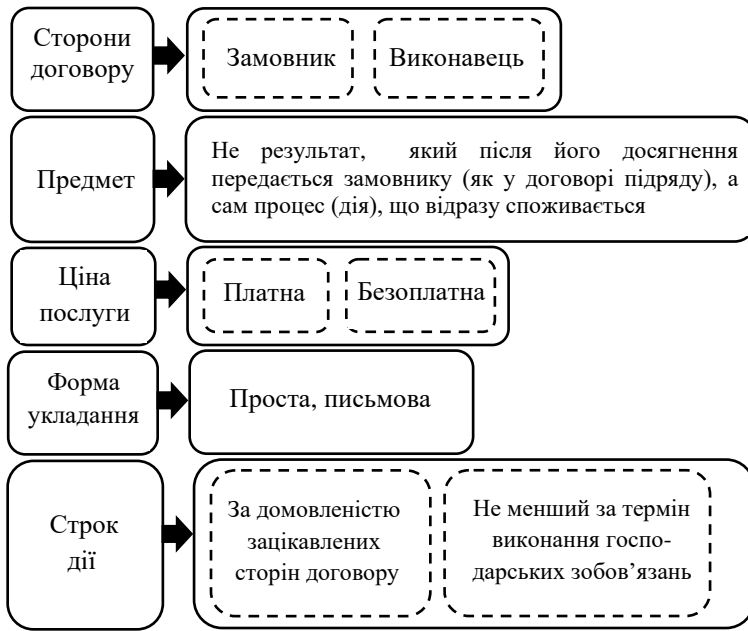 Сторони
договору
Замовник
Виконавець
Предмет
Не результат, який після його досягнення
передається замовнику (як у договорі підряду), а
сам процес (дія), що відразу споживається
Ціна
послуги
Платна
Безоплатна
Форма
укладання
Проста, письмова
Строк
дії
За домовленістю
зацікавлених
сторін договору
Не менший за термін
виконання госпо-
дарських зобов’язань